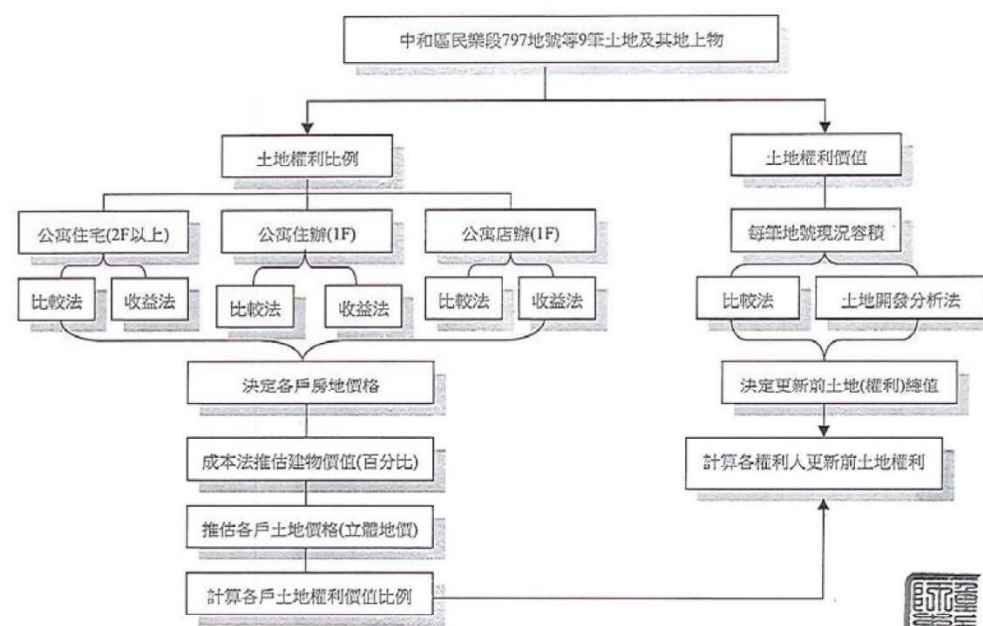 中和區民樂段797地號等9筆土地及其地上物
土地權利比例
土地權利價值
公寓住宅(2F以上)
公寓住辦(1F)
公寓店辦(1F)
每筆地號現況容積
比較法
收益法
比較法
收益法
比較法
收益法
比較法
土地開發分析法
決定各戶房地價格
決定更新前土地(權利)總值
成本法推估建物價值(百分比)
計算各權利人更新前土地權利
推估各戶土地價格(立體地價)
計算各戶土地權利價值比例